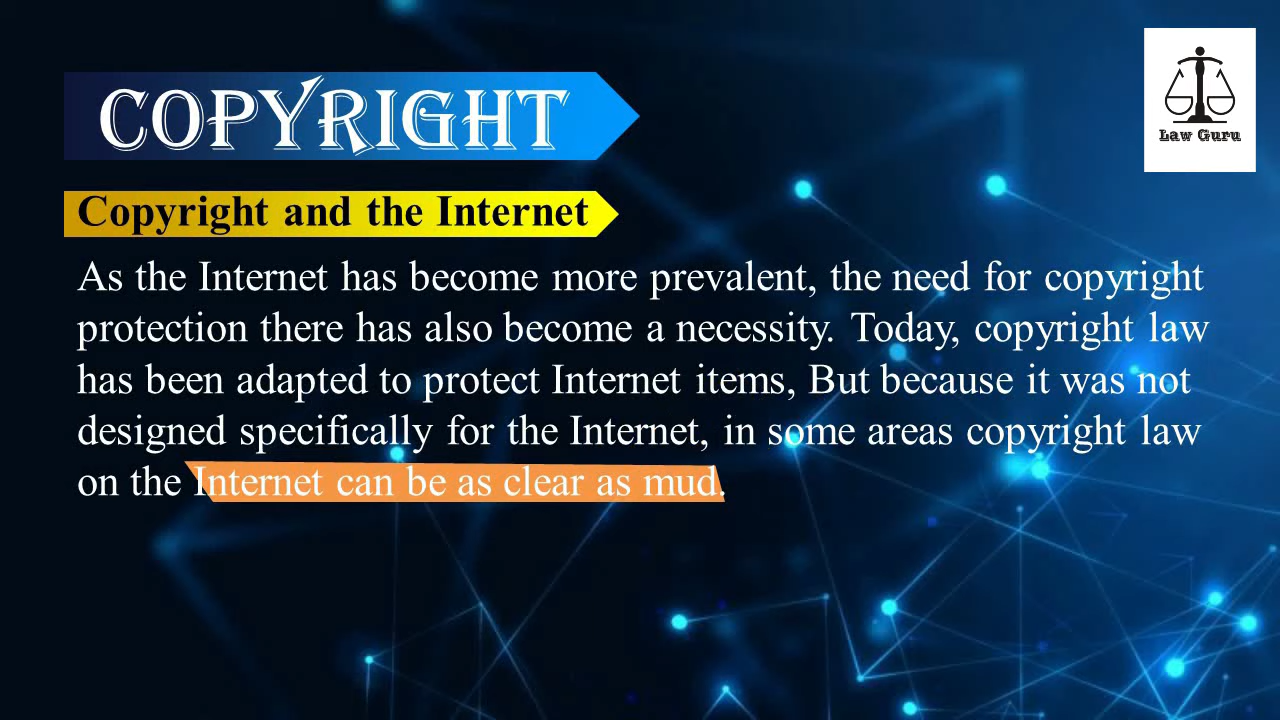 COPYRIGHT
Law Guru
Copyright and the Internet
As the Internet has become more prevalent, the need for copyright
protection there has also become a necessity. Today, copyright law
has been adapted to protect Internet items, But because it was not
designed specifically for the Internet, in some areas copyright law
on the Internet can be as clear as mud.